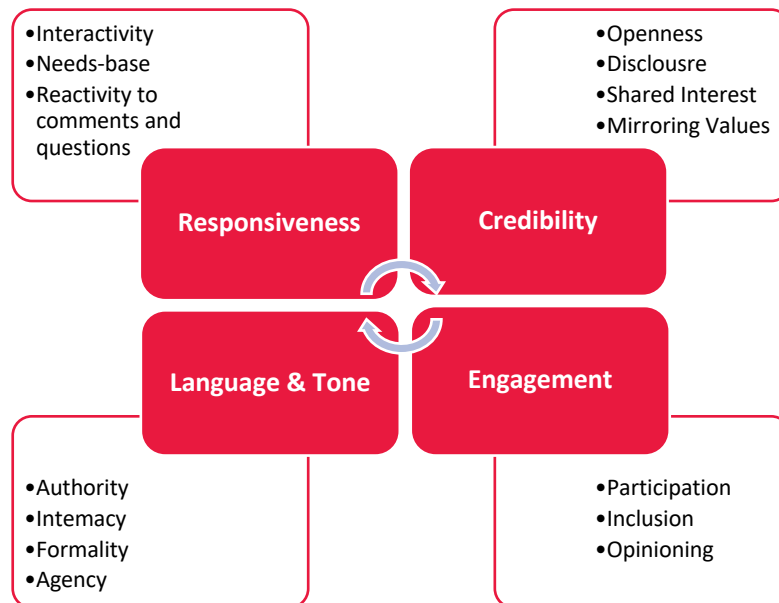 •Interactivity
•Needs-base
•Reactivity to
comments and
questions
•Openness
•Disclousre
•Shared Interest
•Mirroring Values
Responsiveness
Credibility
Language & Tone
Engagement
•Authority
•Intemacy
•Formality
•Agency
•Participation
•Inclusion
•Opinioning